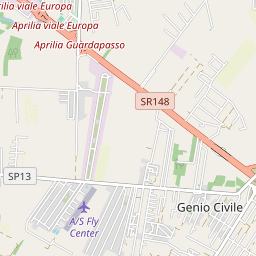 Aprilia viale Europa
Aprilia viale Europa
Aprilia Guardapasso
SR148
SP13
Genio Civile
A/S Fly
Center